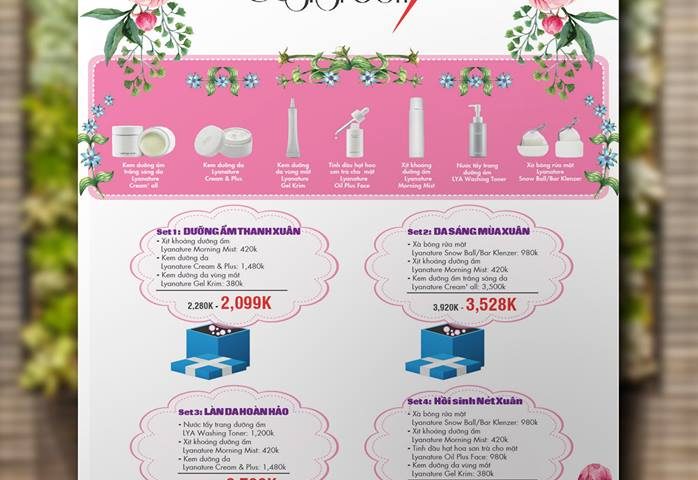 Kem dưỡng ẩm
trắng sáng da
Lyanature
Cream' all
Kem dưỡng da
Lyanature
Cream & Plus
Kem dưỡng
da vùng mắt
Lyanature
Gel Krim
Tinh dầu hạt hoa
sơn trà cho mặt
Lyanature
Oil Plus Face
Xịt khoáng
dưỡng ẩm
Lyanature
Morning Mist
Nước tẩy trang
dưỡng ẩm
LYA Washing Toner
Xà bông rửa mặt
Lyanature
Snow Ball/Bar Klenzer
Set1: DƯỠNG ẨM THANH XUÂN
- Xịt khoáng dưỡng ẩm
Lyanature Morning Mist: 420k
- Kem dưỡng da
Lyanature Cream & Plus: 1,480k
- Kem dưỡng da vùng mắt
Lyanature Gel Krim: 380k
2,280K - 2,099K
Set2: DA SÁNG MÙA XUÂN
- Xà bông rửa mặt
Lyanature Snow Ball/Bar Klenzer: 980k
- Xịt khoáng dưỡng ẩm
Lyanature Morning Mist: 420k
- Kem dưỡng ẩm trắng sáng da
Lyanature Cream' all: 3,500k
3,920K - 3,528K
Set3: LÀN DA HOÀN HẢO
- Nước tẩy trang dưỡng ẩm
LYA Washing Toner: 1,200k
- Xịt khoáng dưỡng ẩm
Lyanature Morning Mist: 420k
- Kem dưỡng da
Lyanature Cream & Plus: 1,480k
Set4: Hồi sinh Nét Xuân
- Xà bông rửa mặt
Lyanature Snow Ball/Bar Klenzer: 980k
- Xịt khoáng dưỡng ẩm
Lyanature Morning Mist: 420k
- Tinh dầu hạt hoa sơn trà cho mặt
Lyanature Oil Plus Face: 980k
- Kem dưỡng da vùng mắt
Lyanature Gel Krim: 380k